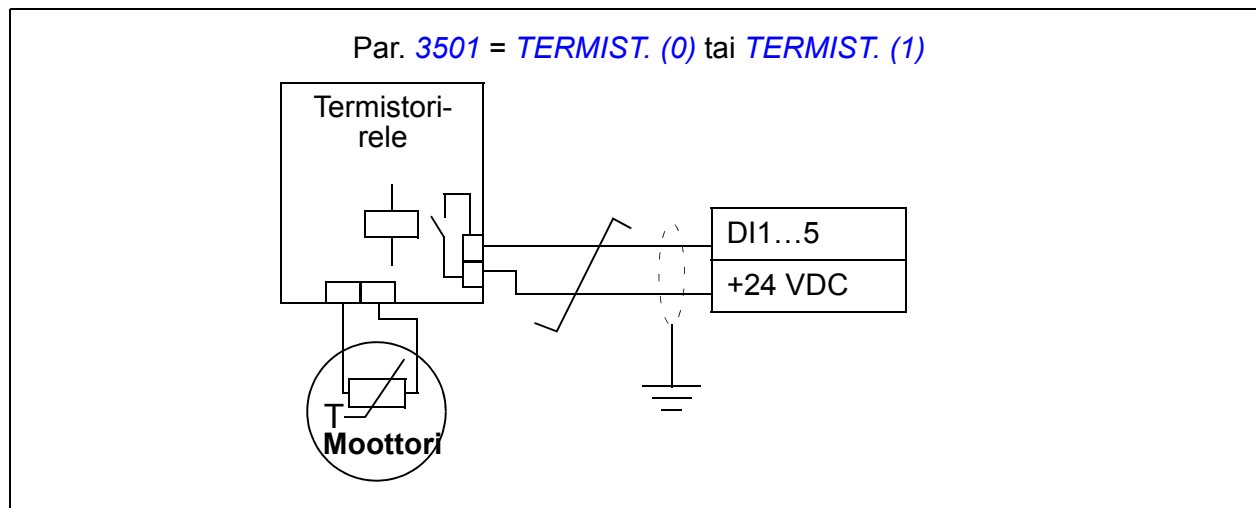 Par. 3501 = TERMIST. (0) tai TERMIST. (1)
Termistori-
rele
DI1…5
+24 VDC
T
Moottori